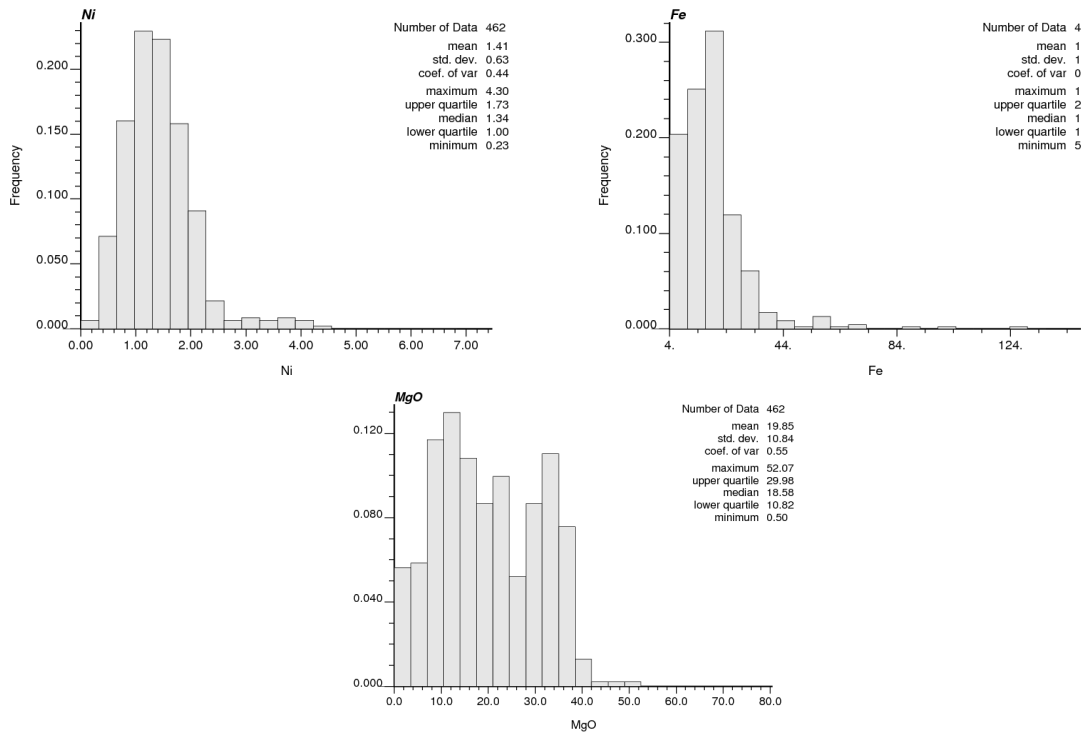 Ni
Number of Data 462
mean 1.41
std. dev. 0.63
coef. of var 0.44
maximum 4.30
upper quartile 1.73
median 1.34
lower quartile 1.00
minimum 0.23
Frequency
0.200
0.150
0.100
0.050
0.000
0.00 1.00 2.00 3.00 4.00 5.00 6.00 7.00
Ni
Fe
Number of Data 4
mean 1
std. dev. 1
coef. of var 0
maximum 1
upper quartile 2
median 1
lower quartile 1
minimum 5
Frequency
0.300
0.200
0.100
0.000
4. 44. 84. 124.
Fe
MgO
Number of Data 462
mean 19.85
std. dev. 10.84
coef. of var 0.55
maximum 52.07
upper quartile 29.98
median 18.58
lower quartile 10.82
minimum 0.50
0.120
0.080
0.040
0.000
0.0 10.0 20.0 30.0 40.0 50.0 60.0 70.0 80.0
MgO